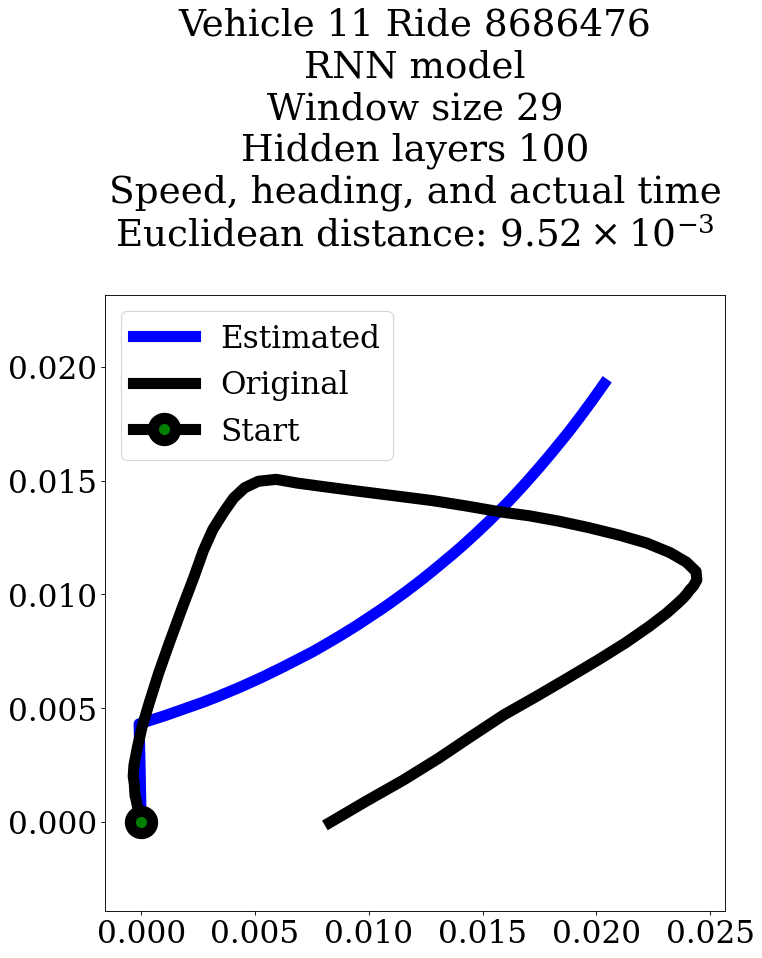 Vehicle 11 Ride 8686476
RNN model
Window size 29
Hidden layers 100
Speed, heading, and actual time
Euclidean distance: 9.52 × 10⁻³
Estimated
Original
Start
0.020
0.015
0.010
0.005
0.000
0.000 0.005 0.010 0.015 0.020 0.025